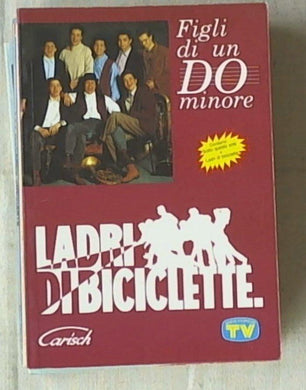 Figli
di un
DO
minore
LADRI
DI BICICLETTE.
Carisch
TV